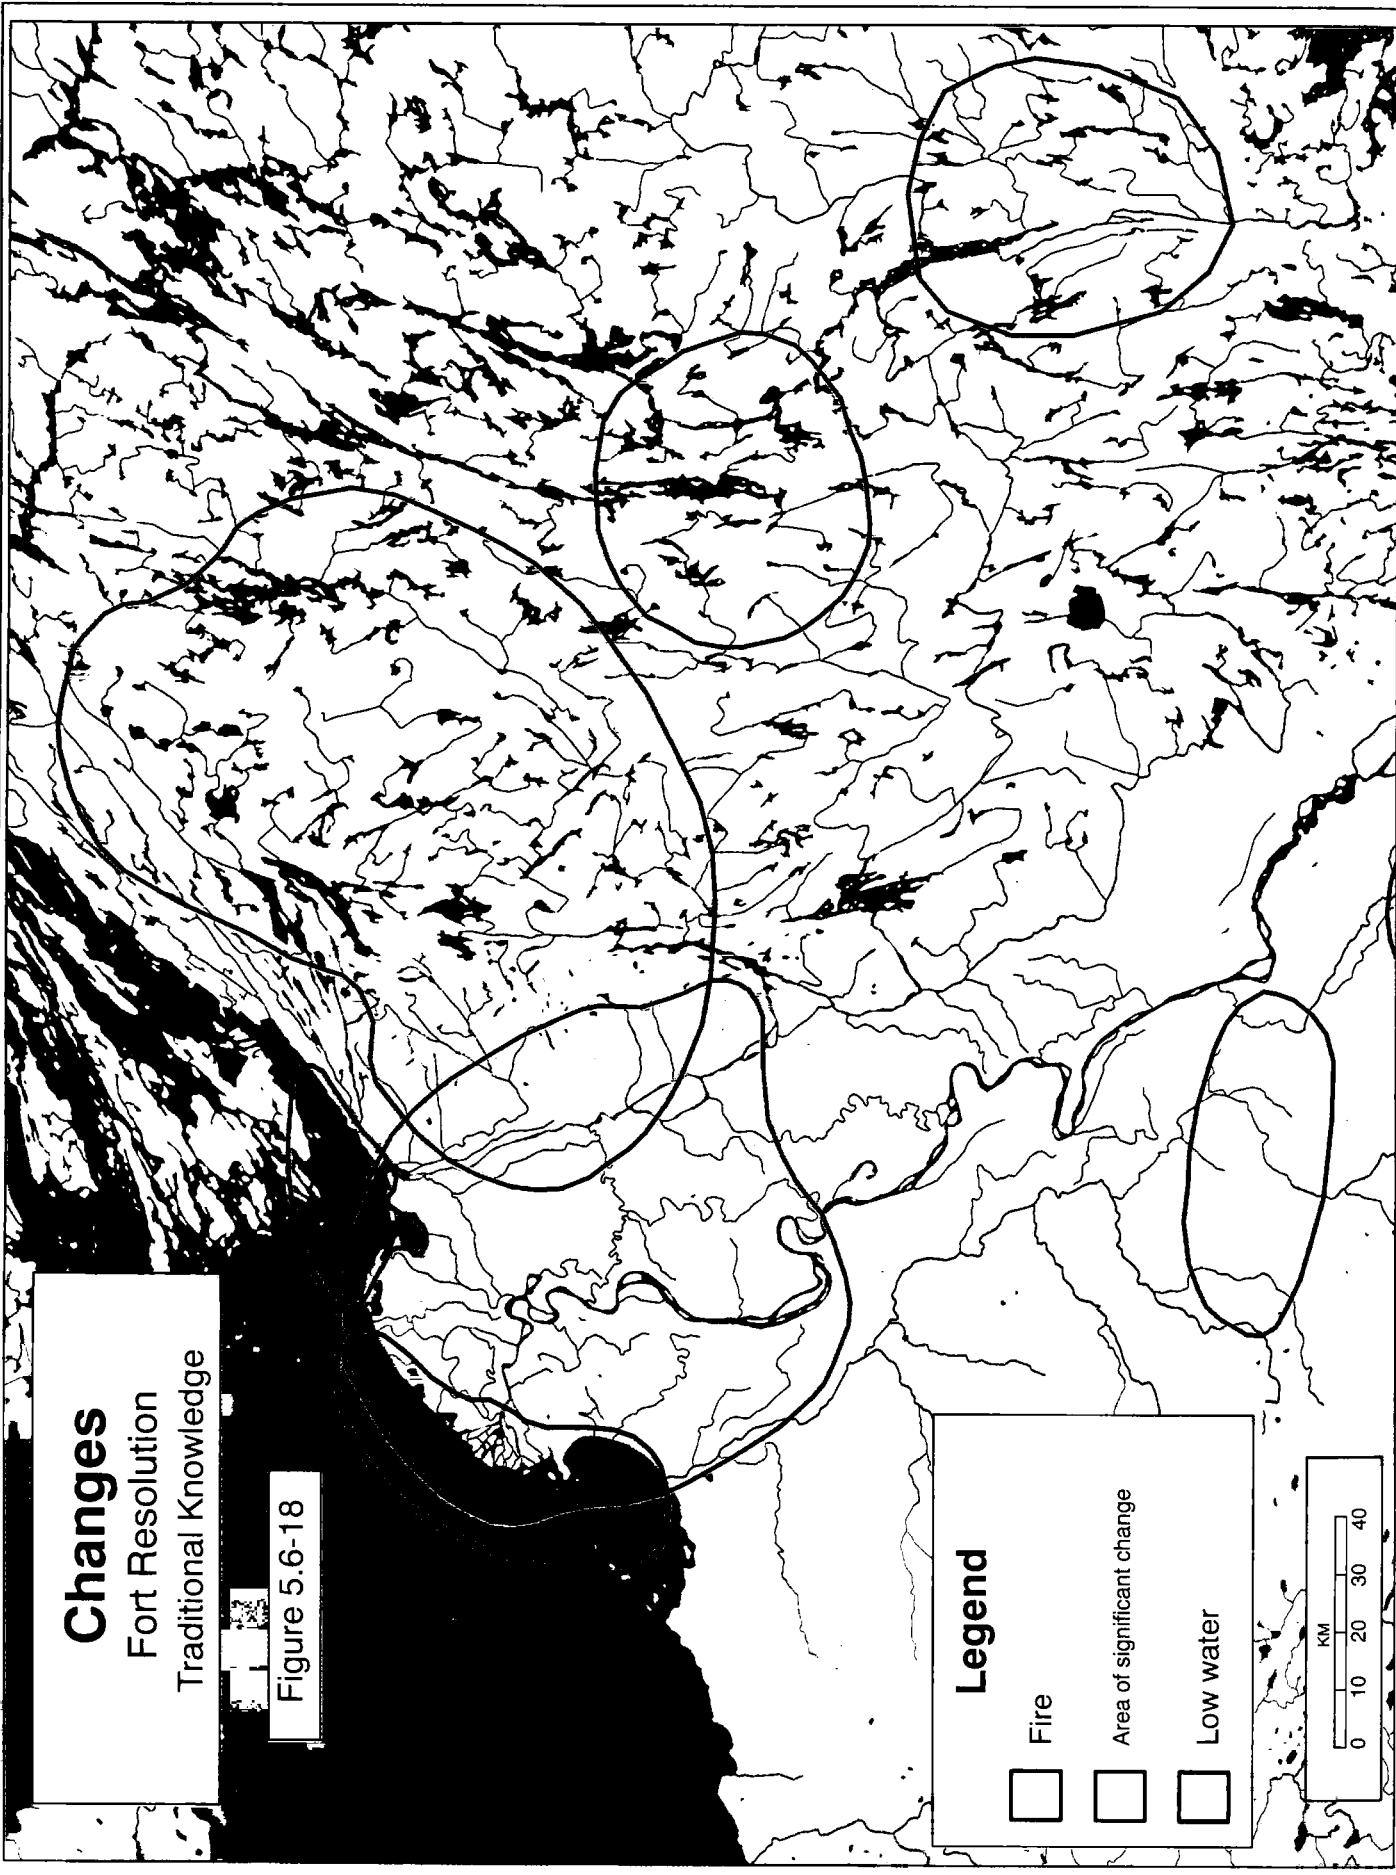 Changes
Fort Resolution
Traditional Knowledge
Figure 5.6-18
Legend
Fire
Area of significant change
Low water
KM
0 10 20 30 40